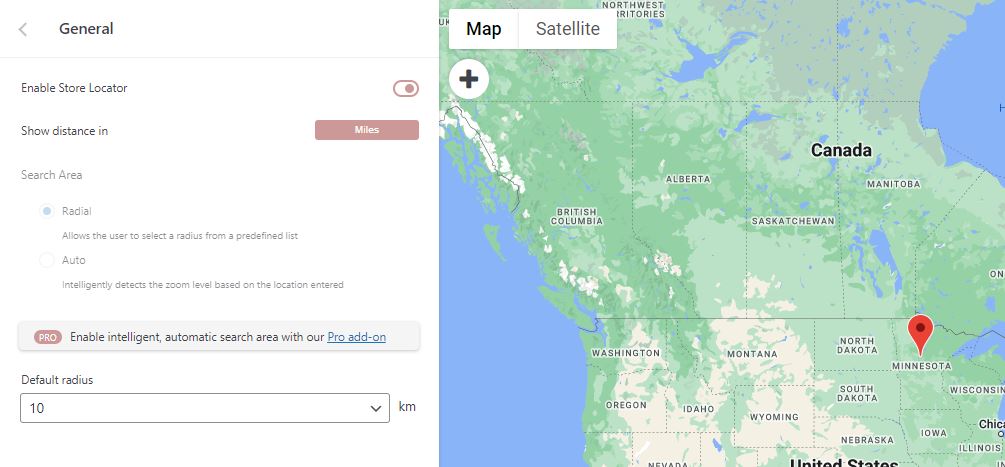 General
Enable Store Locator
Show distance in
Miles
Search Area
Radial
Allows the user to select a radius from a predefined list
Auto
Intelligently detects the zoom level based on the location entered
PRO Enable intelligent, automatic search area with our Pro add-on
Default radius
10
km
Map
Satellite
NORTHWEST
TERRITORIES
Canada
ALBERTA
MANITOBA
BRITISH
COLUMBIA
SASKATCHEWAN
ON
WASHINGTON
MONTANA
NORTH
DAKOTA
MINNESOTA
SOUTH
DAKOTA
WISCONSIN
OREGON
IDAHO
WYOMING
IOWA
Chic
NEBRASKA
ILLINOIS
NEVADA
United States